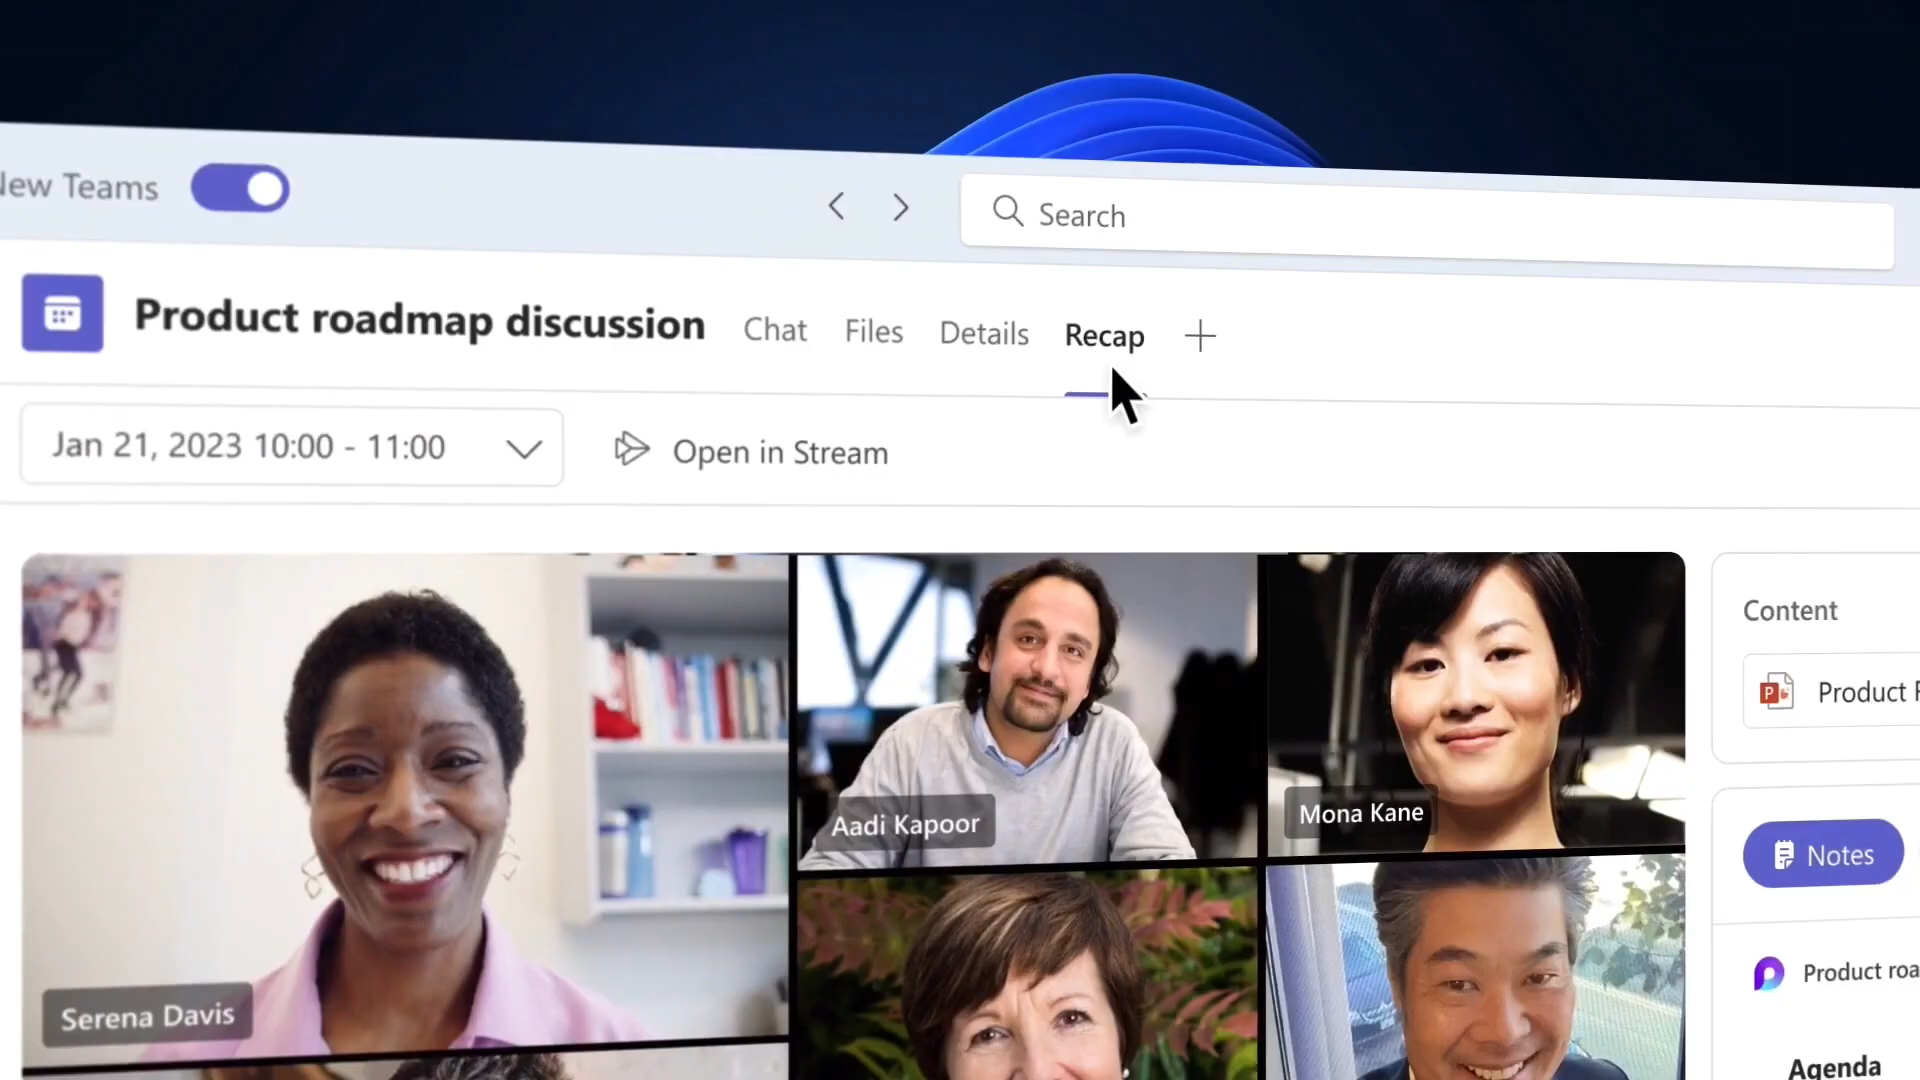 New Teams
Search
Product roadmap discussion
Chat
Files
Details
Recap
Jan 21, 2023 10:00 - 11:00
Open in Stream
Content
Product
Notes
Product
Agenda
Aadi Kapoor
Mona Kane
Serena Davis